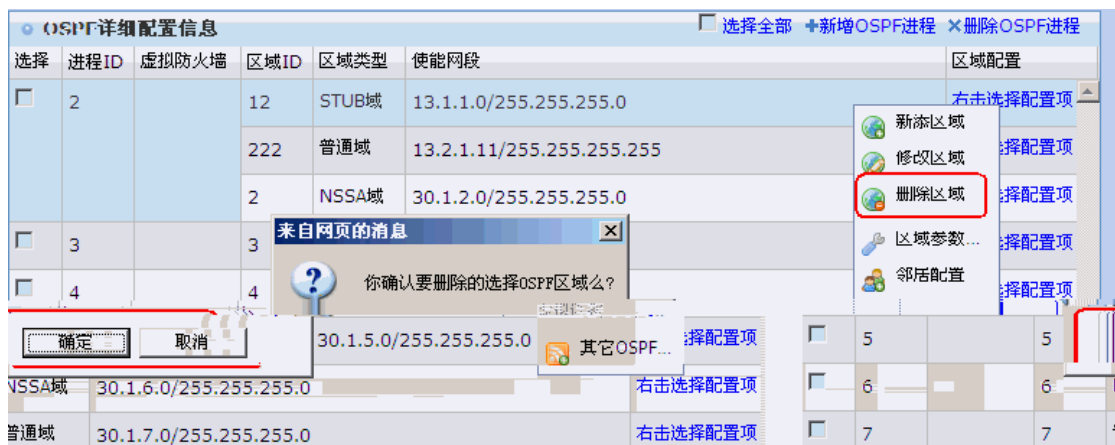 OSPF详细配置信息 选择全部 +新增OSPF进程 ×删除OSPF进程
选择 进程ID 虚拟防火墙 区域ID 区域类型 使能网段 区域配置
2 12 STUB域 13.1.1.0/255.255.255.0 右击选择配置项
新添区域
222 普通域 13.2.1.11/255.255.255.255 择配置项
修改区域
2 NSSA域 30.1.2.0/255.255.255.0 择配置项
删除区域
来自网页的消息
3 3 区域参数... 择配置项
你确认要删除的选择OSPF区域么?
4 4 邻居配置 择配置项
确定 取消 30.1.5.0/255.255.255.0 其它OSPF... 择配置项 5 5
NSSA域 30.1.6.0/255.255.255.0 右击选择配置项 6 6
普通域 30.1.7.0/255.255.255.0 右击选择配置项 7 7